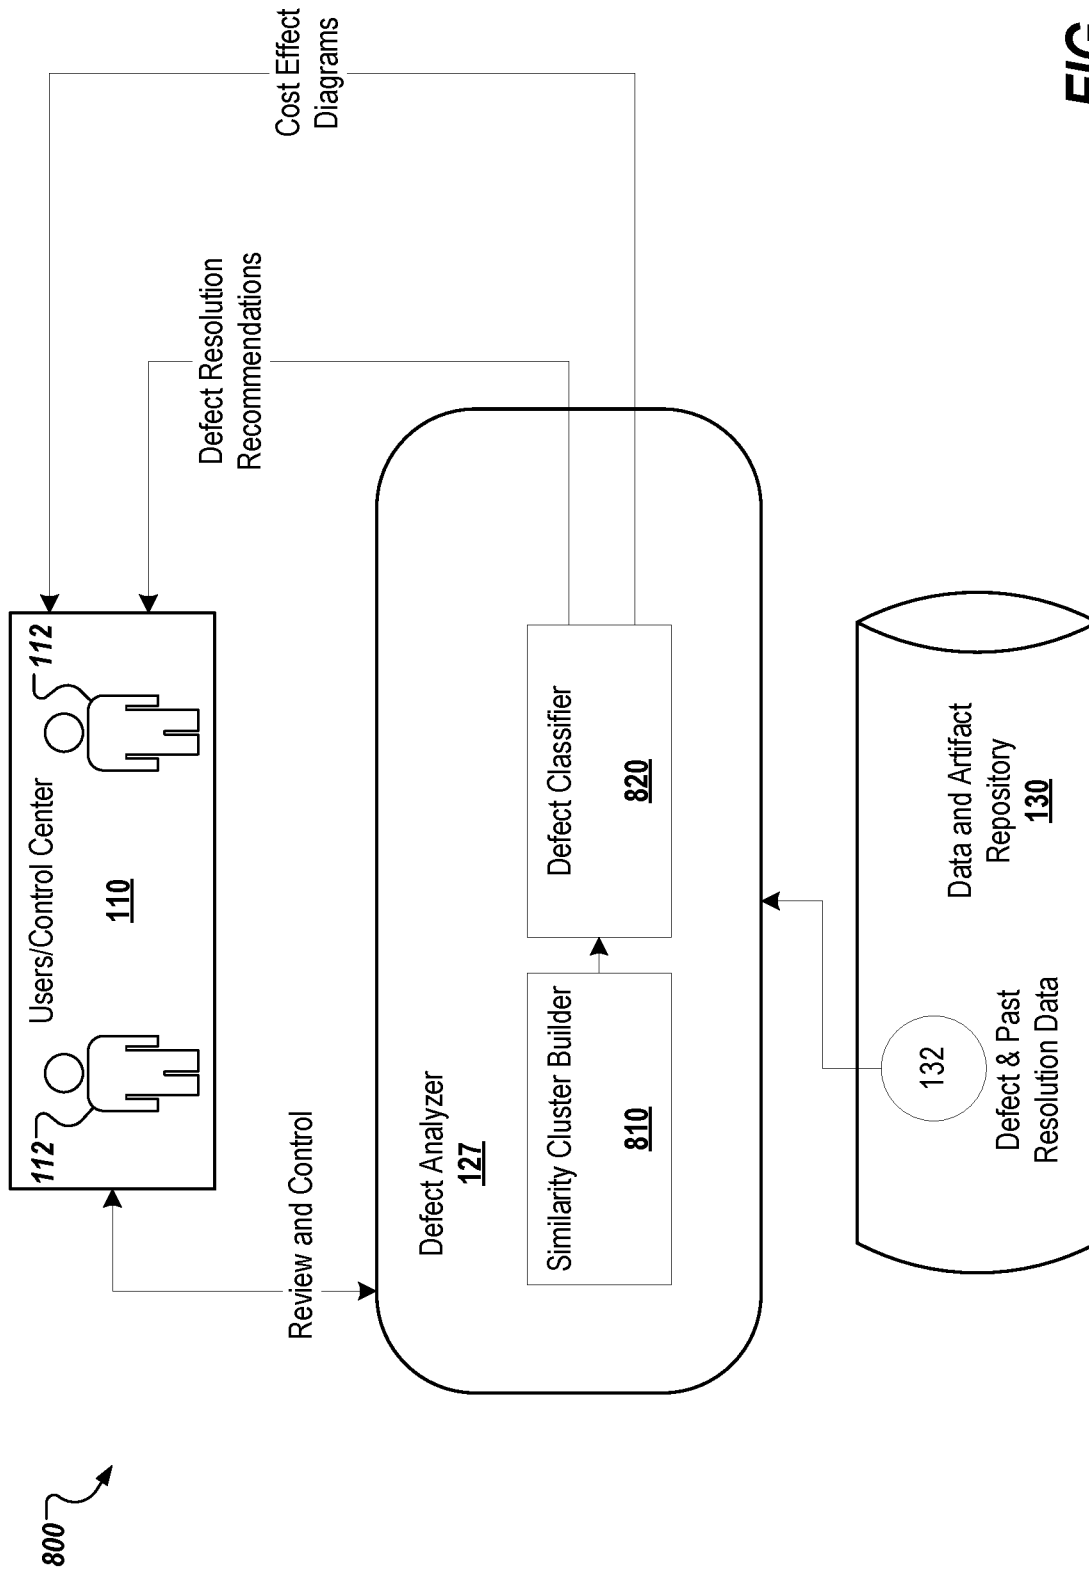 800
Users/Control Center
110
112
112
Review and Control
Defect Resolution
Recommendations
Cost Effect
Diagrams
Defect Analyzer
127
Similarity Cluster Builder
810
Defect Classifier
820
132
Defect & Past
Resolution Data
Data and Artifact
Repository
130
FIG.